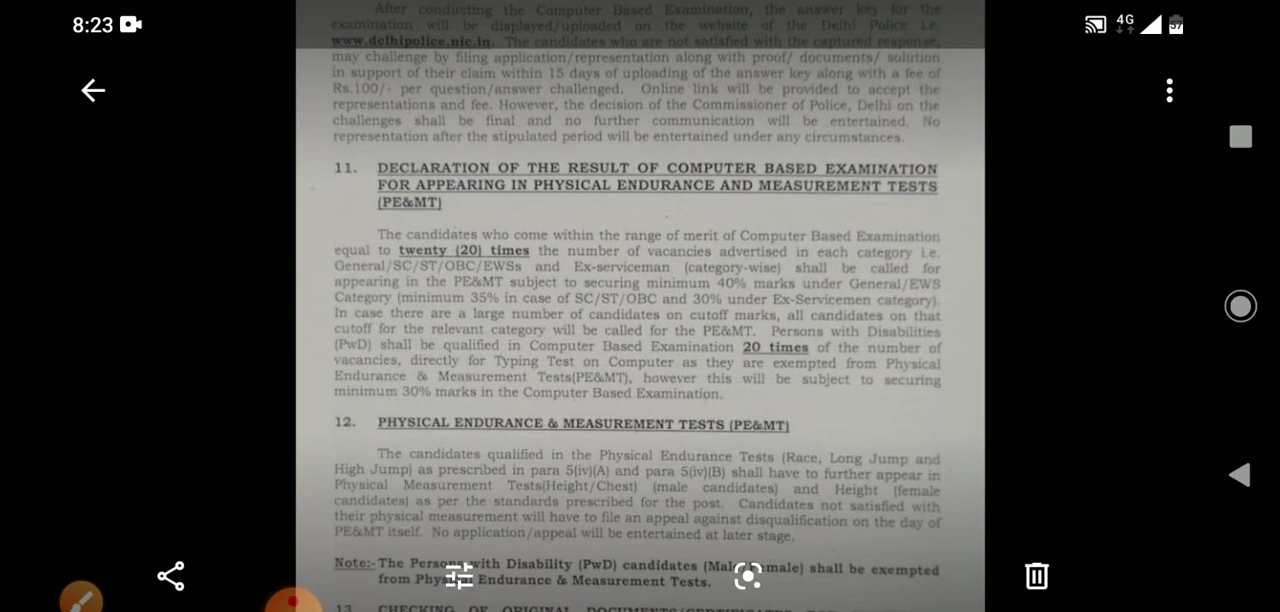 8:23
4G
37
After conducting the Computer Based Examination, the answer key for the
examination will be displayed/uploaded on the website of the Delhi Police i.e.
www.delhipolice.nic.in. The candidates who are not satisfied with the captured response,
may challenge by filing application/representation along with proof/ documents/ solution
in support of their claim within 15 days of uploading of the answer key along with a fee of
Rs.100/- per question/answer challenged. Online link will be provided to accept the
representations and fee. However, the decision of the Commissioner of Police, Delhi on the
challenges shall be final and no further communication will be entertained. No
representation after the stipulated period will be entertained under any circumstances.
11. DECLARATION OF THE RESULT OF COMPUTER BASED EXAMINATION
FOR APPEARING IN PHYSICAL ENDURANCE AND MEASUREMENT TESTS
(PE&MT)
The candidates who come within the range of merit of Computer Based Examination
equal to twenty (20) times the number of vacancies advertised in each category i.e.
General/SC/ST/OBC/EWSs and Ex-serviceman (category-wise) shall be called for
appearing in the PE&MT subject to securing minimum 40% marks under General/EWS
Category (minimum 35% in case of SC/ST/OBC and 30% under Ex-Servicemen category).
In case there are a large number of candidates on cutoff marks, all candidates on that
cutoff for the relevant category will be called for the PE&MT. Persons with Disabilities
(PwD) shall be qualified in Computer Based Examination 20 times of the number of
vacancies, directly for Typing Test on Computer as they are exempted from Physical
Endurance & Measurement Tests(PE&MT), however this will be subject to securing
minimum 30% marks in the Computer Based Examination.
12. PHYSICAL ENDURANCE & MEASUREMENT TESTS (PE&MT)
The candidates qualified in the Physical Endurance Tests (Race, Long Jump and
High Jump) as prescribed in para 5(iv)(A) and para 5(iv)(B) shall have to further appear in
Physical Measurement Tests(Height/Chest) (male candidates) and Height (female
candidates) as per the standards prescribed for the post. Candidates not satisfied with
their physical measurement will have to file an appeal against disqualification on the day of
PE&MT itself. No application/appeal will be entertained at later stage.
Note:- The Persons with Disability (PwD) candidates shall be exempted
from Physical Endurance & Measurement Tests.
13. CHECKING OF ORIGINAL